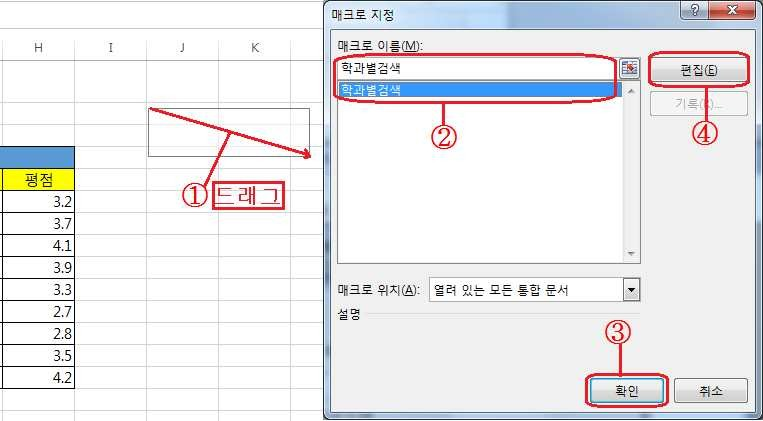 H I J K
평점
3.2
3.7
4.1
3.9
3.3
2.7
2.8
3.5
4.2
① 드래그
매크로 지정
매크로 이름(M):
학과별검색
학과별검색
②
편집(E)
기록(R)...
④
매크로 위치(A): 열려 있는 모든 통합 문서
설명
③
확인 취소